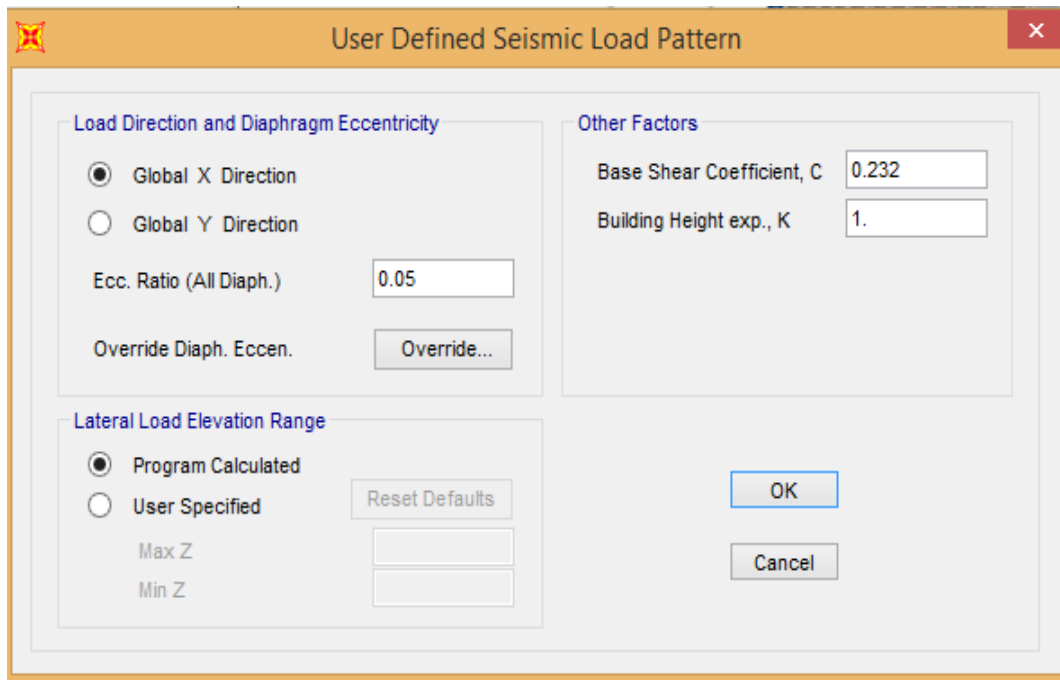 User Defined Seismic Load Pattern
Load Direction and Diaphragm Eccentricity
Global X Direction
Global Y Direction
Ecc. Ratio (All Diaph.) 0.05
Override Diaph. Eccen. Override...
Other Factors
Base Shear Coefficient, C 0.232
Building Height exp., K 1.
Lateral Load Elevation Range
Program Calculated
User Specified Reset Defaults
Max Z
Min Z
OK
Cancel